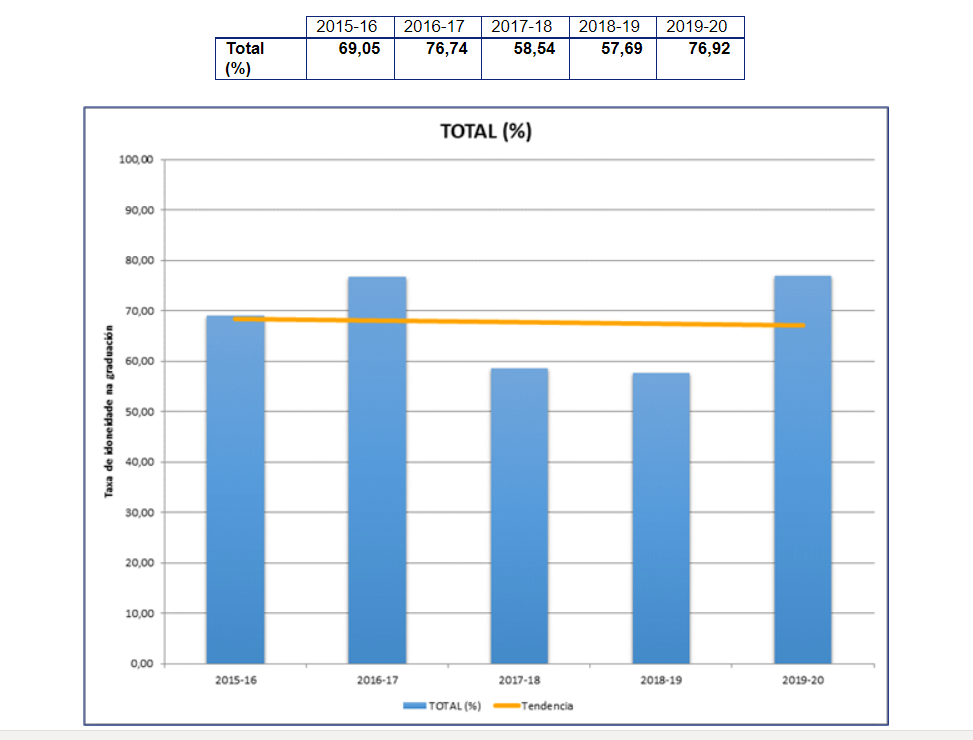 2015-16 2016-17 2017-18 2018-19 2019-20
Total 69,05 76,74 58,54 57,69 76,92
(%)
TOTAL (%)
100,00
90,00
80,00
70,00
60,00
50,00
40,00
30,00
20,00
10,00
0,00
Taxa de idoneidade na graduación
2015-16 2016-17 2017-18 2018-19 2019-20
TOTAL (%) Tendencia